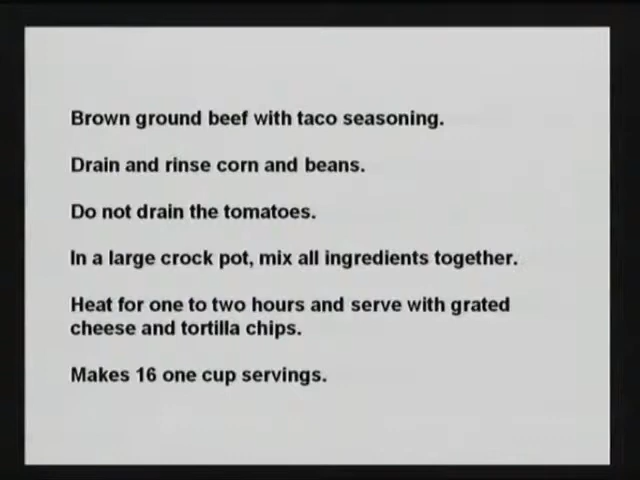 Brown ground beef with taco seasoning.
Drain and rinse corn and beans.
Do not drain the tomatoes.
In a large crock pot, mix all ingredients together.
Heat for one to two hours and serve with grated
cheese and tortilla chips.
Makes 16 one cup servings.